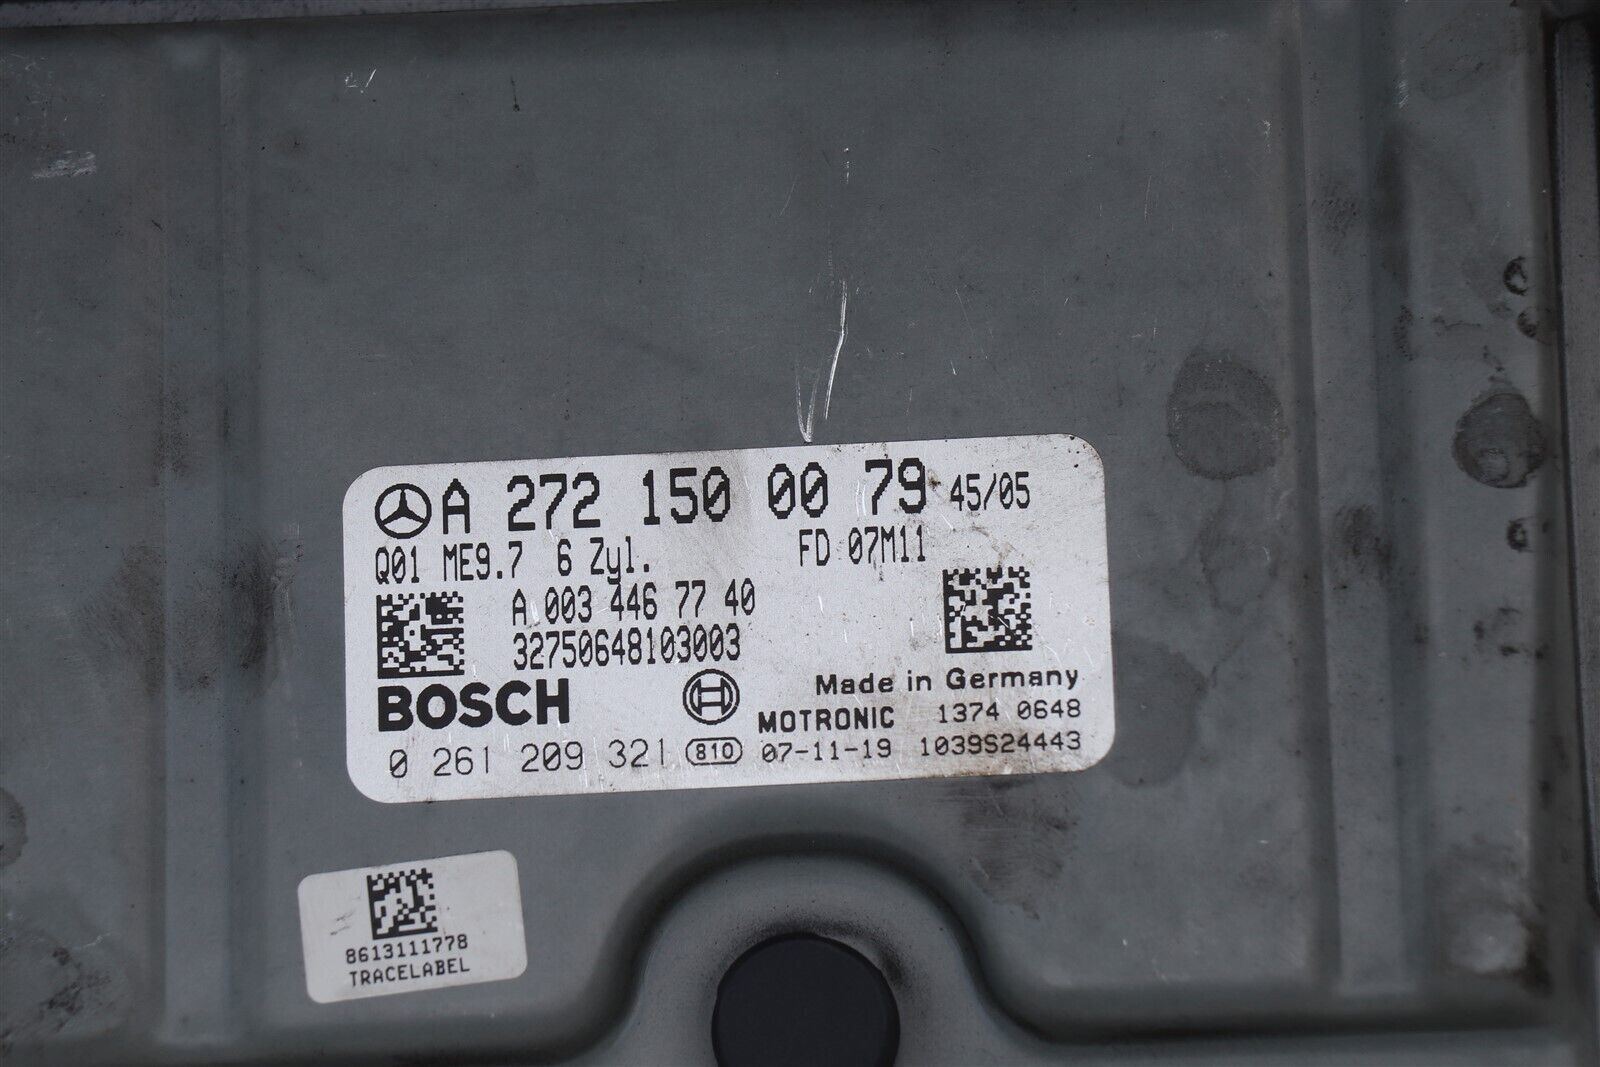 A 272 150 00 79 45/05
Q01 ME9.7 6 Zyl. FD 07M11
A 003 446 77 40
32750648103003
BOSCH
Made in Germany
MOTRONIC 1374 0648
0 261 209 321 810 07-11-19 1039S24443
8613111778
TRACELABEL